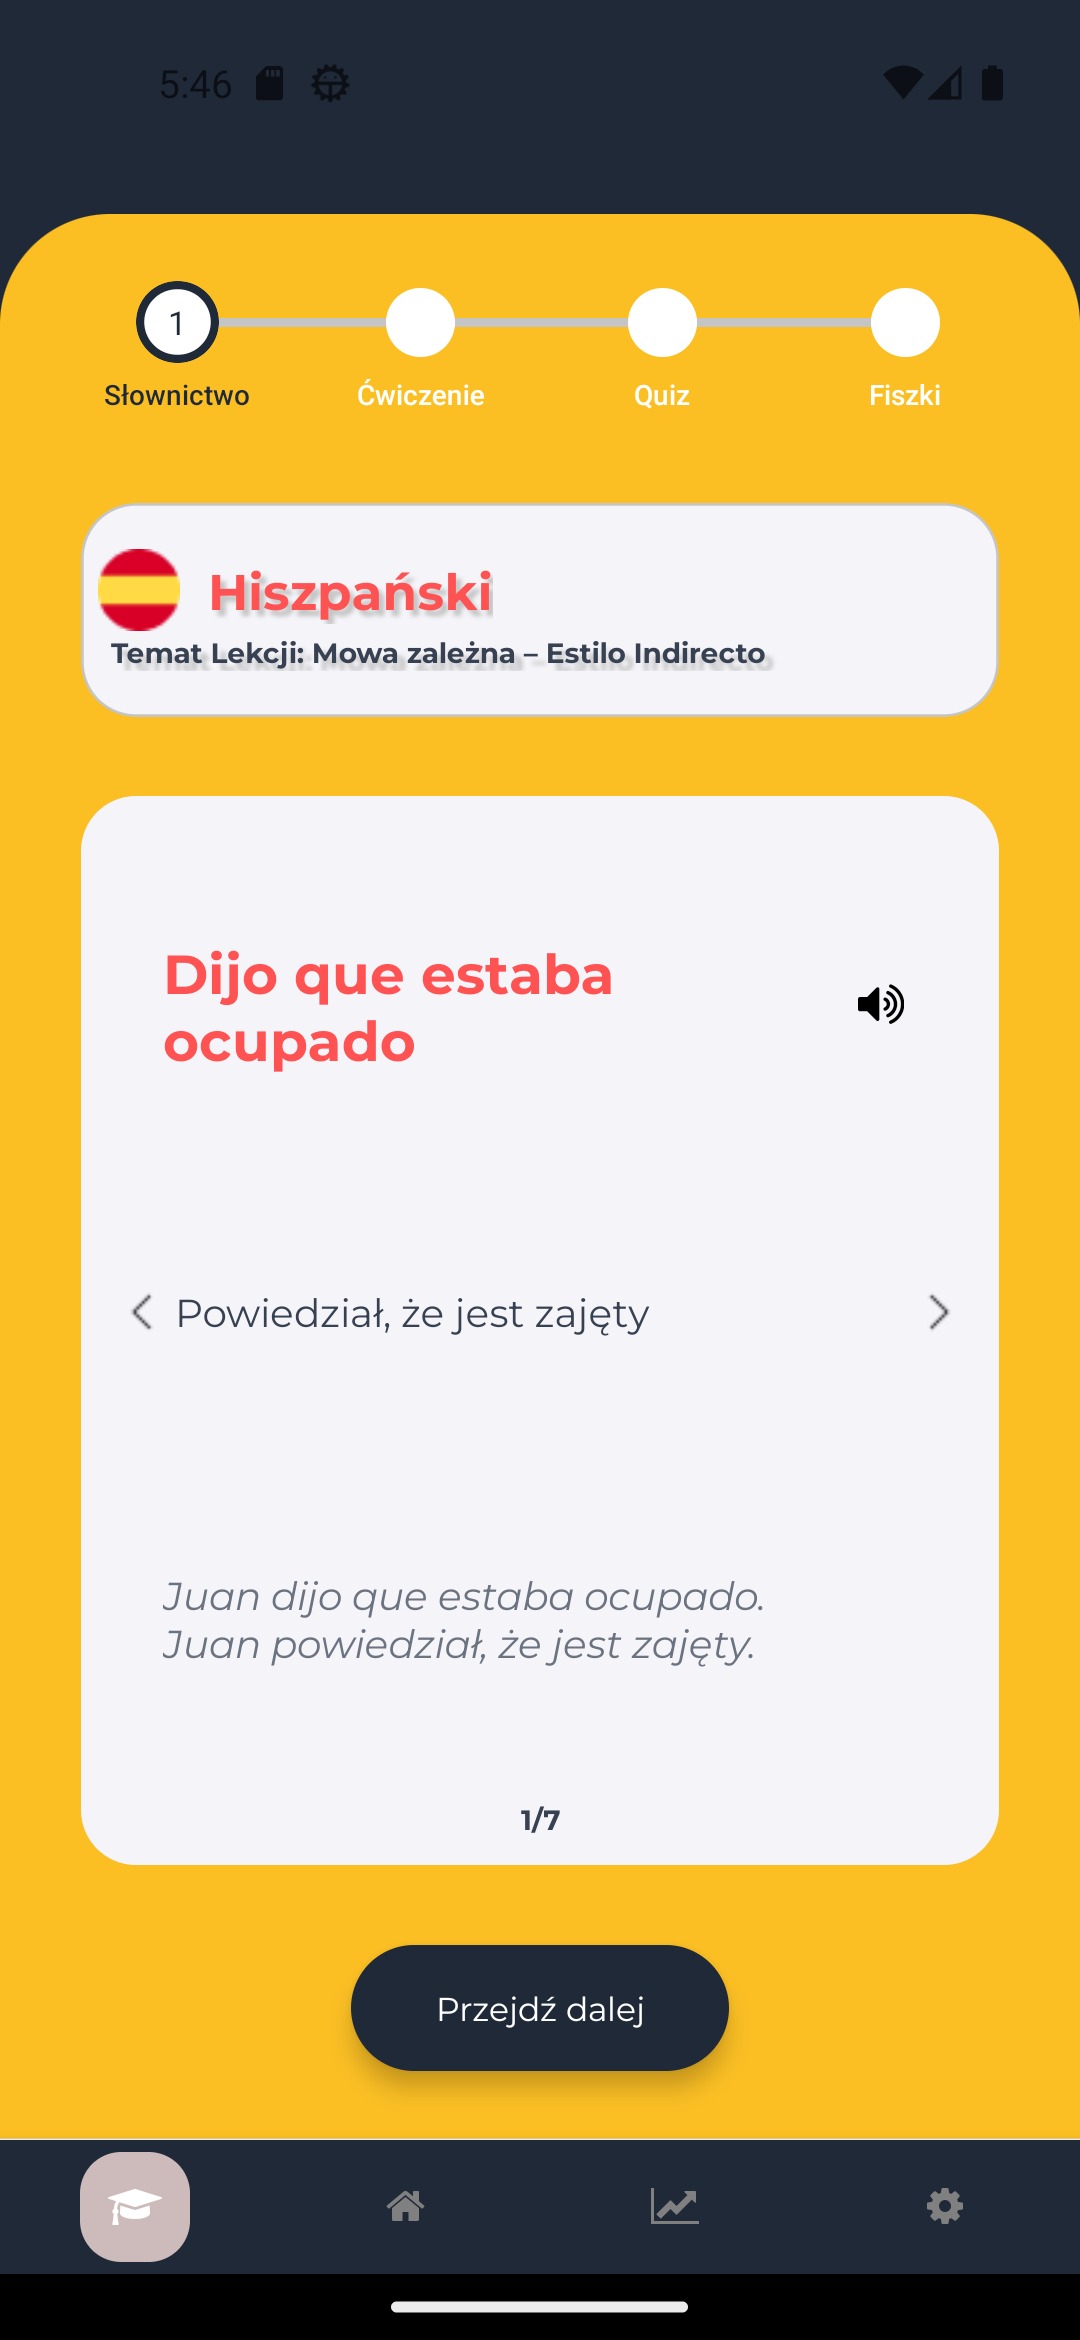 5:46
1
Słownictwo
Ćwiczenie
Quiz
Fiszki
Hiszpański
Temat Lekcji: Mowa zależna – Estilo Indirecto
Dijo que estaba
ocupado
Powiedział, że jest zajęty
Juan dijo que estaba ocupado.
Juan powiedział, że jest zajęty.
1/7
Przejdź dalej